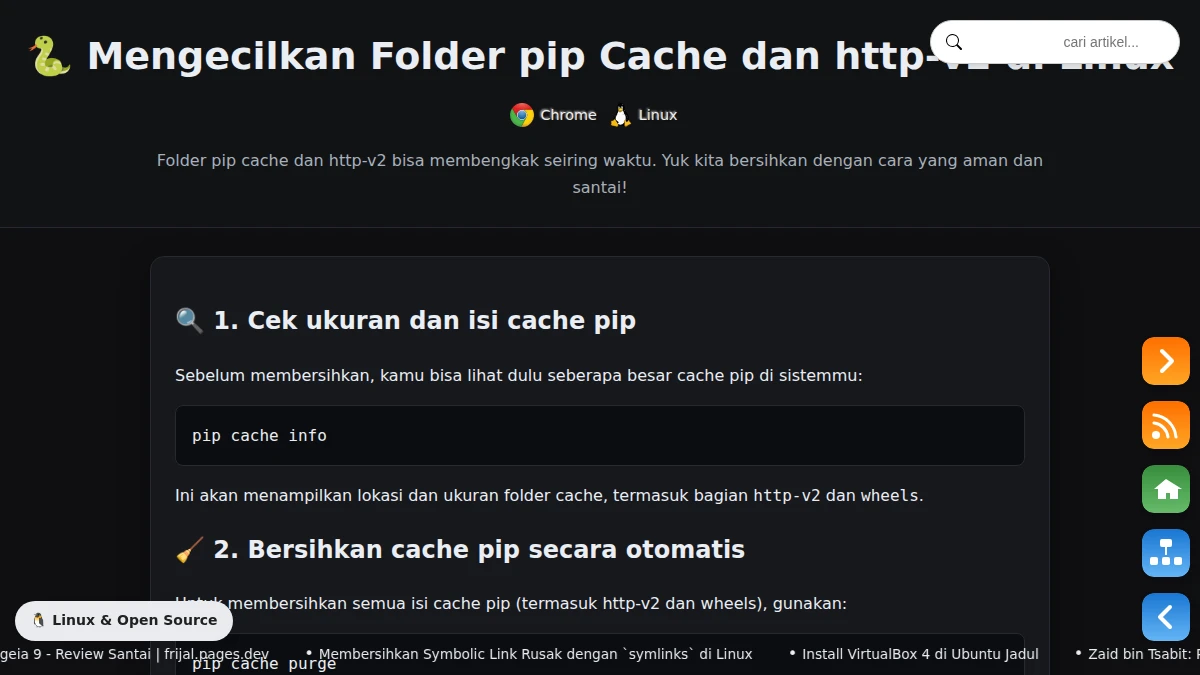 🐍 Mengecilkan Folder pip Cache dan http-v2 di Linux
cari artikel...
Chrome Linux
Folder pip cache dan http-v2 bisa membengkak seiring waktu. Yuk kita bersihkan dengan cara yang aman dan
santai!
🔍 1. Cek ukuran dan isi cache pip
Sebelum membersihkan, kamu bisa lihat dulu seberapa besar cache pip di sistemmu:
pip cache info
Ini akan menampilkan lokasi dan ukuran folder cache, termasuk bagian http-v2 dan wheels.
🧹 2. Bersihkan cache pip secara otomatis
Untuk membersihkan semua isi cache pip (termasuk http-v2 dan wheels), gunakan:
🐧 Linux & Open Source
pip cache purge
geia 9 - Review Santai | frijal.pages.dev • Membersihkan Symbolic Link Rusak dengan `symlinks` di Linux • Install VirtualBox 4 di Ubuntu Jadul • Zaid bin Tsabit: